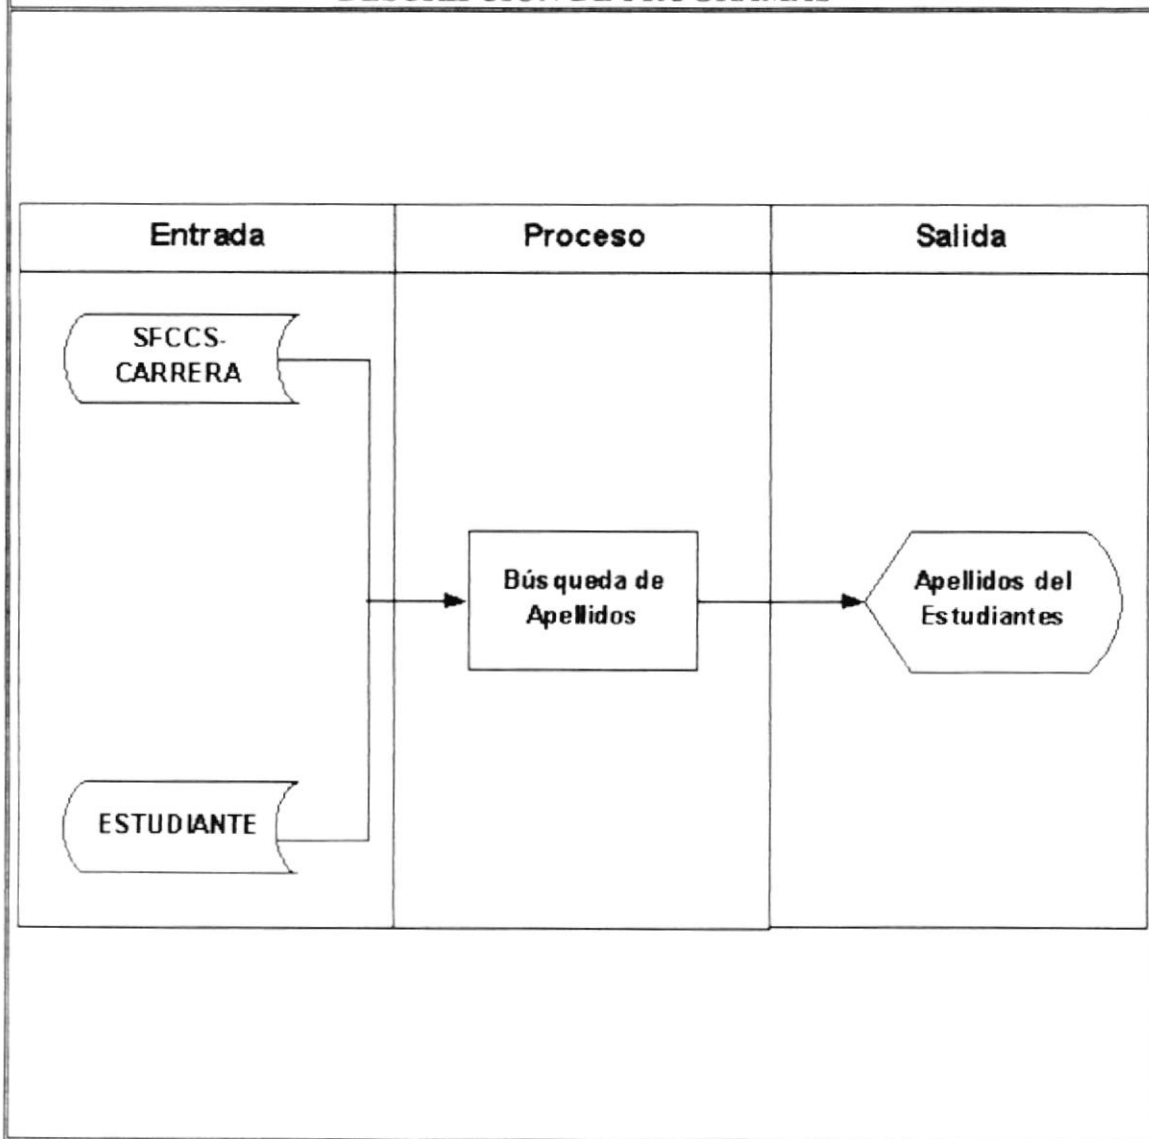 Entrada
Proceso
Salida
SFCCS-
CARRERA
Búsqueda de
Apellidos
Apellidos del
Estudiantes
ESTUDIANTE